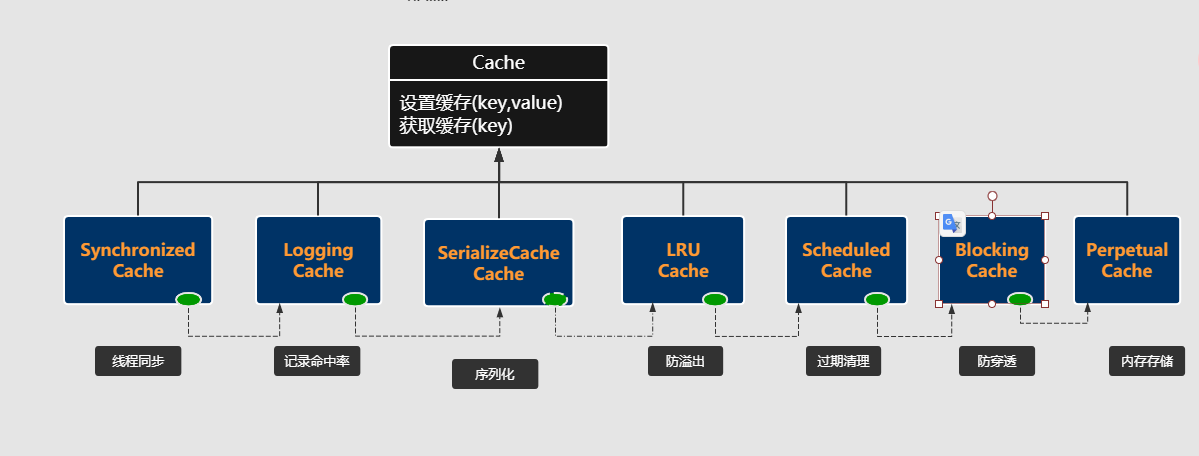 Cache
设置缓存(key,value)
获取缓存(key)
Synchronized
Cache
Logging
Cache
SerializeCache
Cache
LRU
Cache
Scheduled
Cache
Blocking
Cache
Perpetual
Cache
线程同步
记录命中率
序列化
防溢出
过期清理
防穿透
内存存储